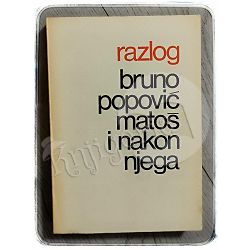 razlog
bruno
popović
matoš
i nakon
njega